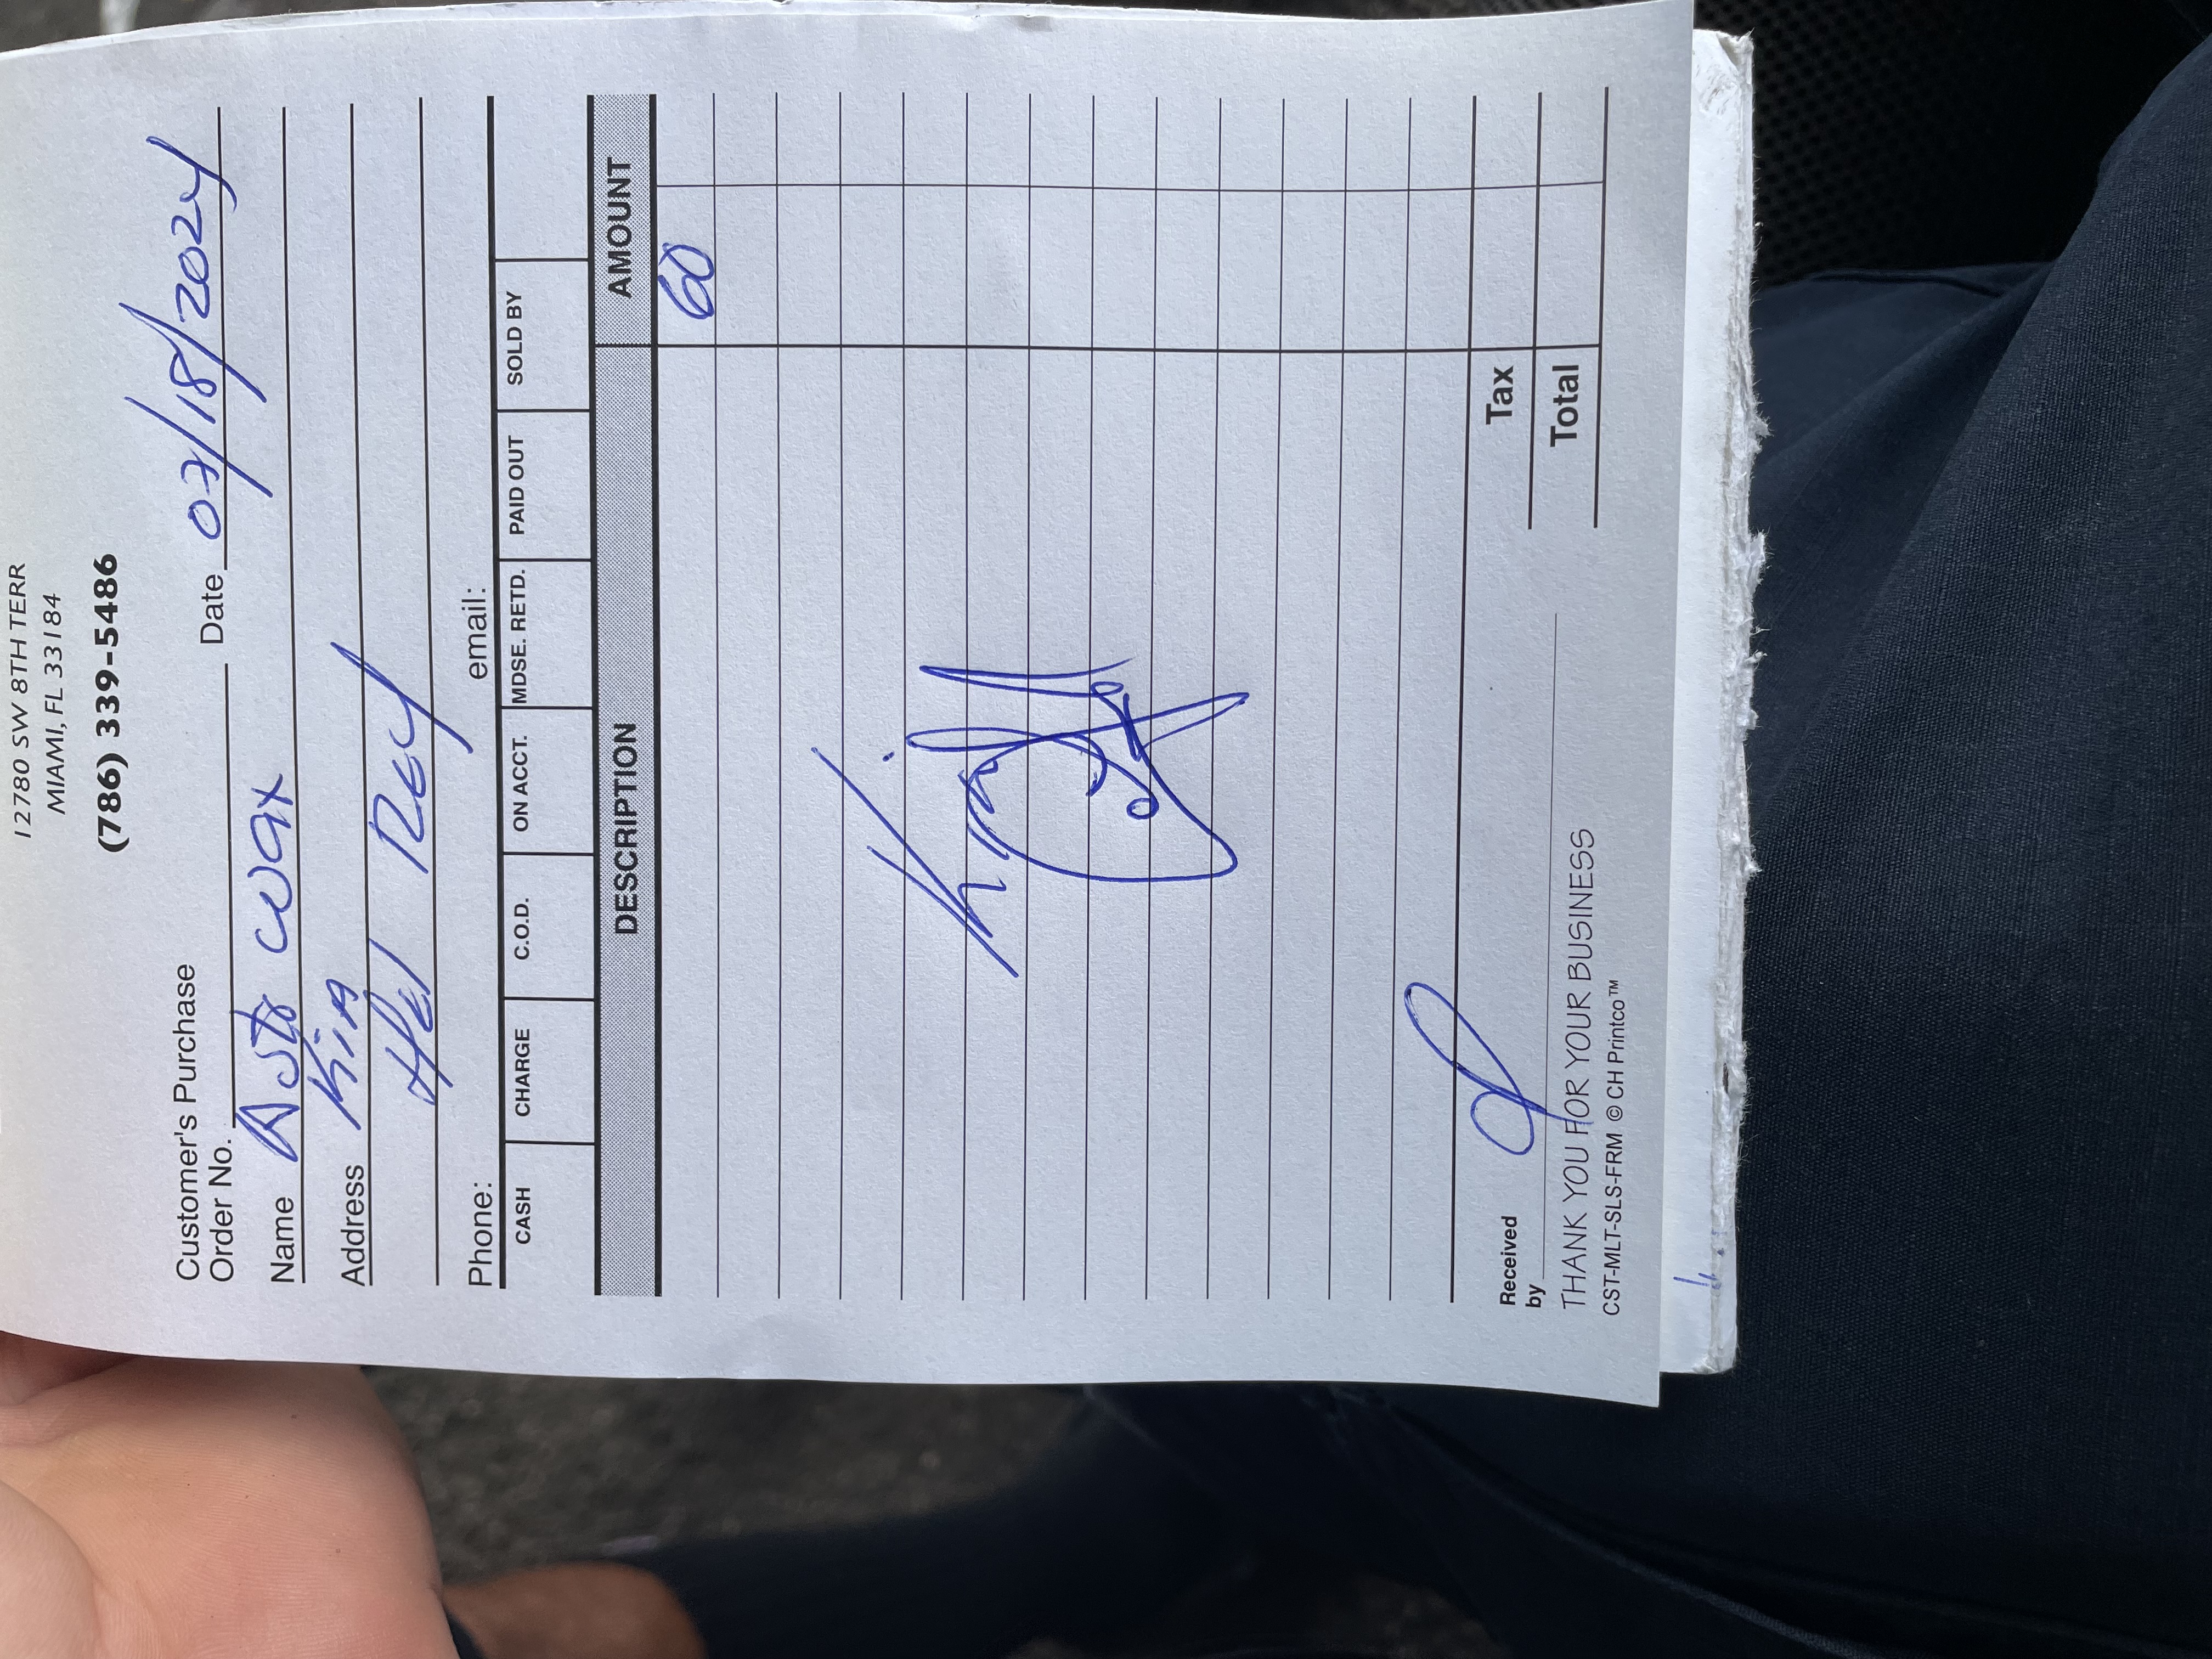 12780 SW 8TH TERR
MIAMI, FL 33184
(786) 339-5486
Customer's Purchase
Order No. Date 07/18/2024
Name Wax
Address Kia
Phone: email:
CASH CHARGE C.O.D. ON ACCT. MDSE. RETD. PAID OUT SOLD BY
DESCRIPTION AMOUNT
60
Tax
Received
by
Total
THANK YOU FOR YOUR BUSINESS
CST-MLT-SLS-FRM © CH Printco™